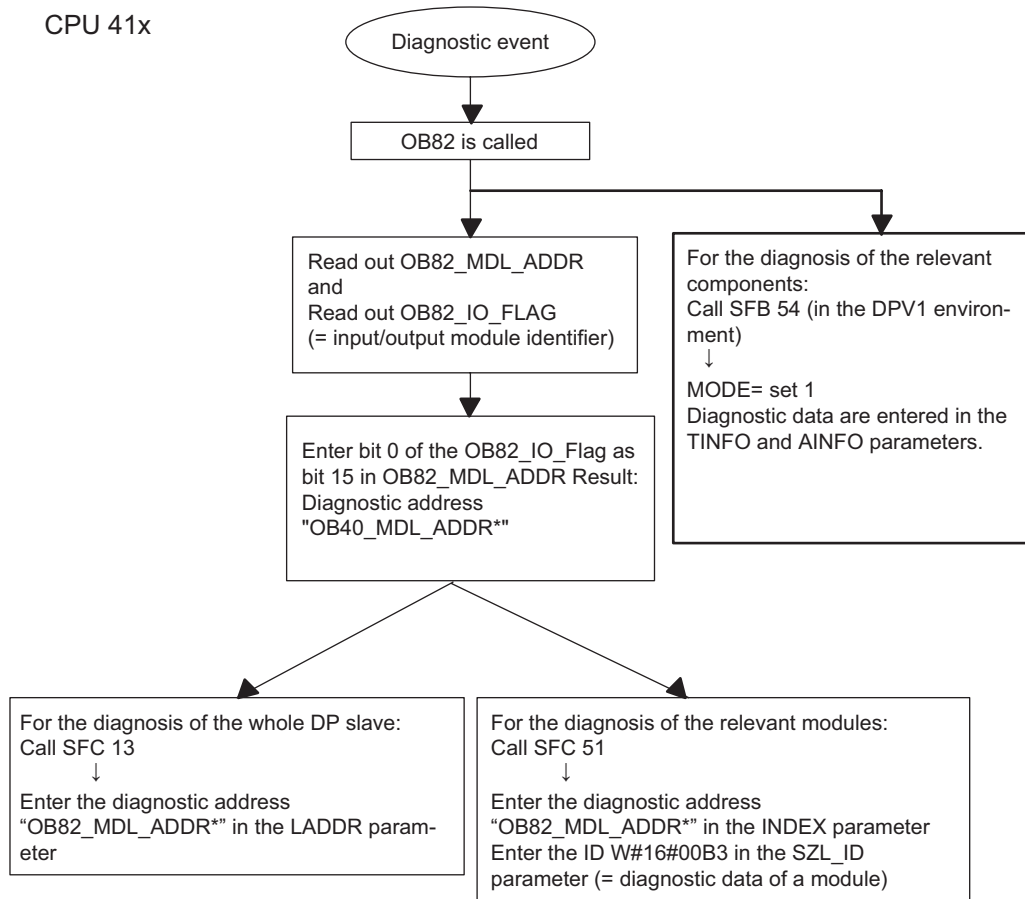 CPU 41x
Diagnostic event
OB82 is called
Read out OB82_MDL_ADDR
and
Read out OB82_IO_FLAG
(= input/output module identifier)
For the diagnosis of the relevant
components:
Call SFB 54 (in the DPV1 environ-
ment)
↓
MODE= set 1
Diagnostic data are entered in the
TINFO and AINFO parameters.
Enter bit 0 of the OB82_IO_Flag as
bit 15 in OB82_MDL_ADDR Result:
Diagnostic address
"OB40_MDL_ADDR*"
For the diagnosis of the whole DP slave:
Call SFC 13
↓
Enter the diagnostic address
“OB82_MDL_ADDR*” in the LADDR param-
eter
For the diagnosis of the relevant modules:
Call SFC 51
↓
Enter the diagnostic address
“OB82_MDL_ADDR*” in the INDEX parameter
Enter the ID W#16#00B3 in the SZL_ID
parameter (= diagnostic data of a module)